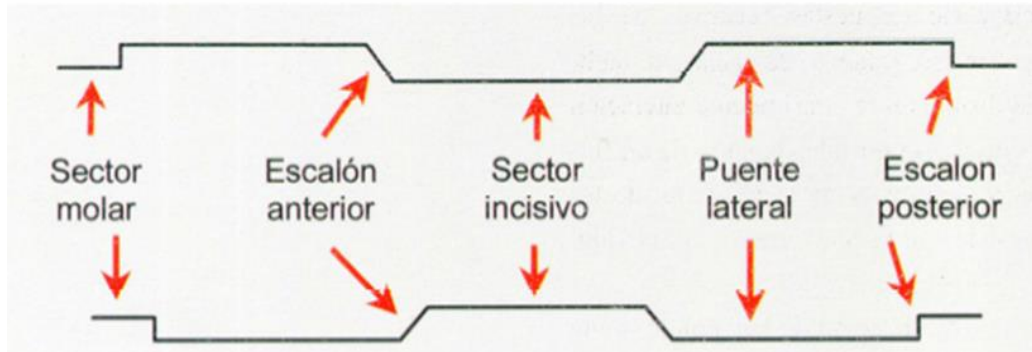 Sector
molar
Escalón
anterior
Sector
incisivo
Puente
lateral
Escalon
posterior